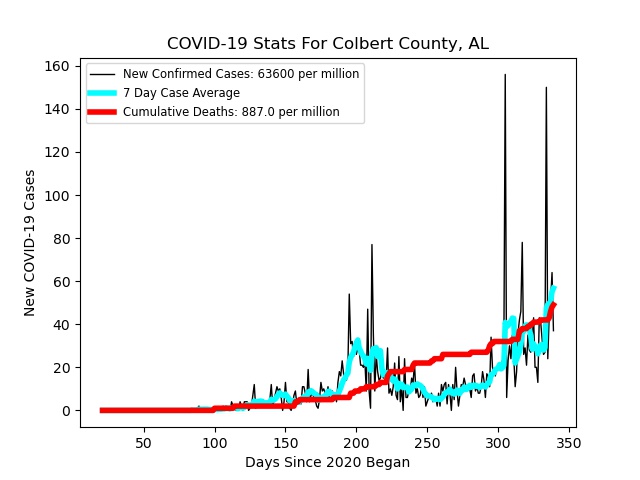 COVID-19 Stats For Colbert County, AL
New Confirmed Cases: 63600 per million
7 Day Case Average
Cumulative Deaths: 887.0 per million
New COVID-19 Cases
160
140
120
100
80
60
40
20
0
50
100
150
200
250
300
350
Days Since 2020 Began